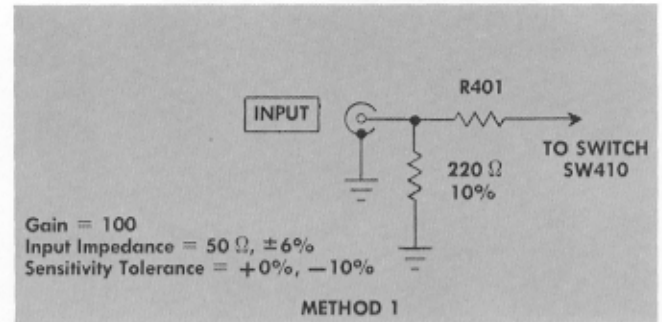 R401
INPUT
TO SWITCH
SW410
220 Ω
10%
Gain = 100
Input Impedance = 50 Ω, ±6%
Sensitivity Tolerance = +0%, −10%
METHOD 1